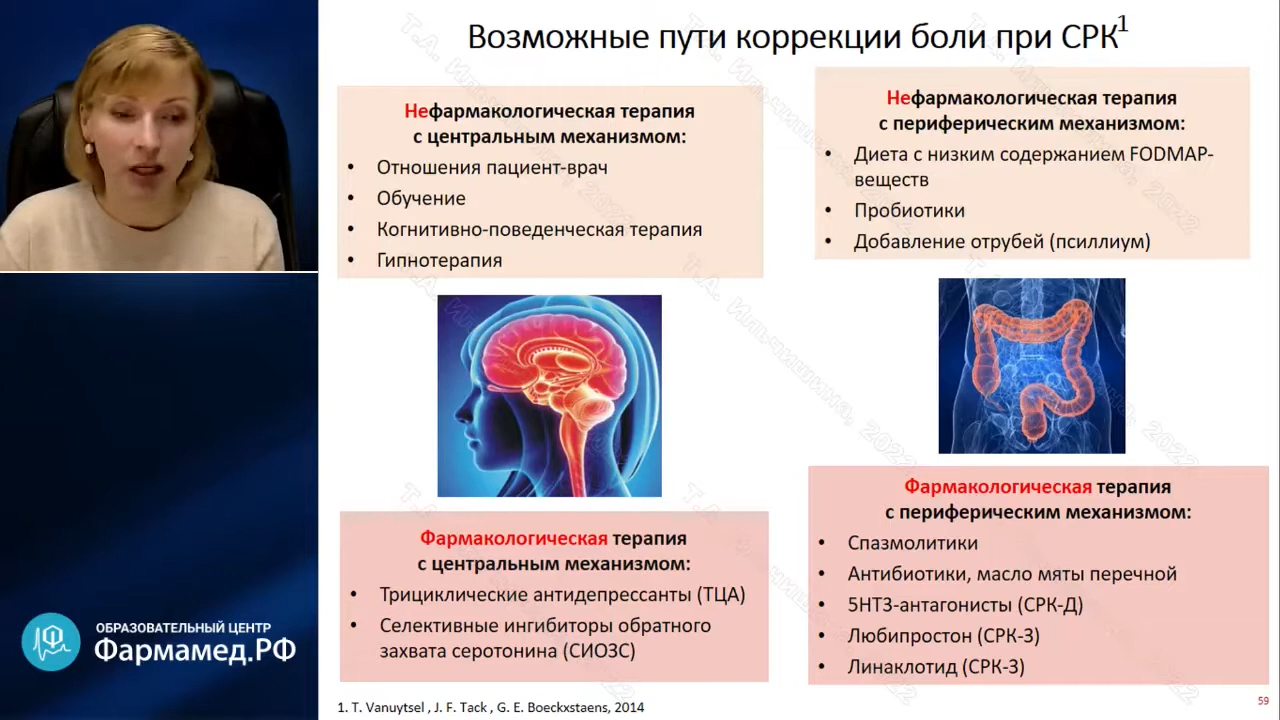 Возможные пути коррекции боли при СРК1
Нефармакологическая терапия
с центральным механизмом:
• Отношения пациент-врач
• Обучение
• Когнитивно-поведенческая терапия
• Гипнотерапия
Нефармакологическая терапия
с периферическим механизмом:
• Диета с низким содержанием FODMAP-
веществ
• Пробиотики
• Добавление отрубей (псиллиум)
Фармакологическая терапия
с центральным механизмом:
• Трициклические антидепрессанты (ТЦА)
• Селективные ингибиторы обратного
захвата серотонина (СИОЗС)
Фармакологическая терапия
с периферическим механизмом:
• Спазмолитики
• Антибиотики, масло мяты перечной
• 5НТ3-антагонисты (СРК-Д)
• Любипростон (СРК-З)
• Линаклотид (СРК-З)
ОБРАЗОВАТЕЛЬНЫЙ ЦЕНТР
Фармамед.РФ
1. T. Vanuytsel , J. F. Tack , G. E. Boeckxstaens, 2014
59
Т.А. Ильчишина, 2022